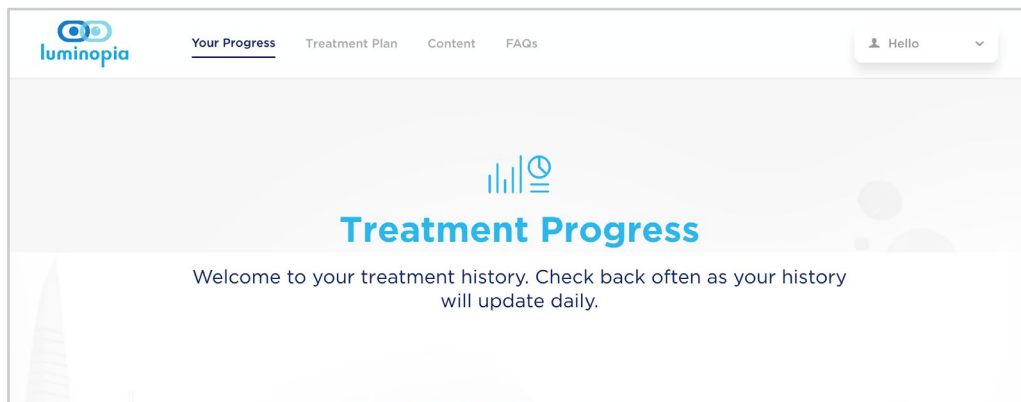 luminopia
Your Progress
Treatment Plan
Content
FAQs
Hello
Treatment Progress
Welcome to your treatment history. Check back often as your history
will update daily.